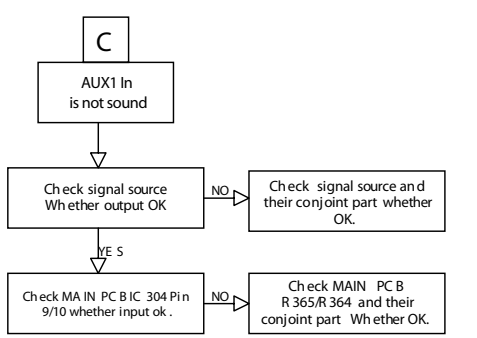 C
AUX1 In
is not sound
Check signal source
Whether output OK
NO
Check signal source and
their conjoint part whether
OK.
YES
Check MAIN PCB IC 304 Pin
9/10 whether input ok.
NO
Check MAIN PCB
R365/R364 and their
conjoint part Whether OK.